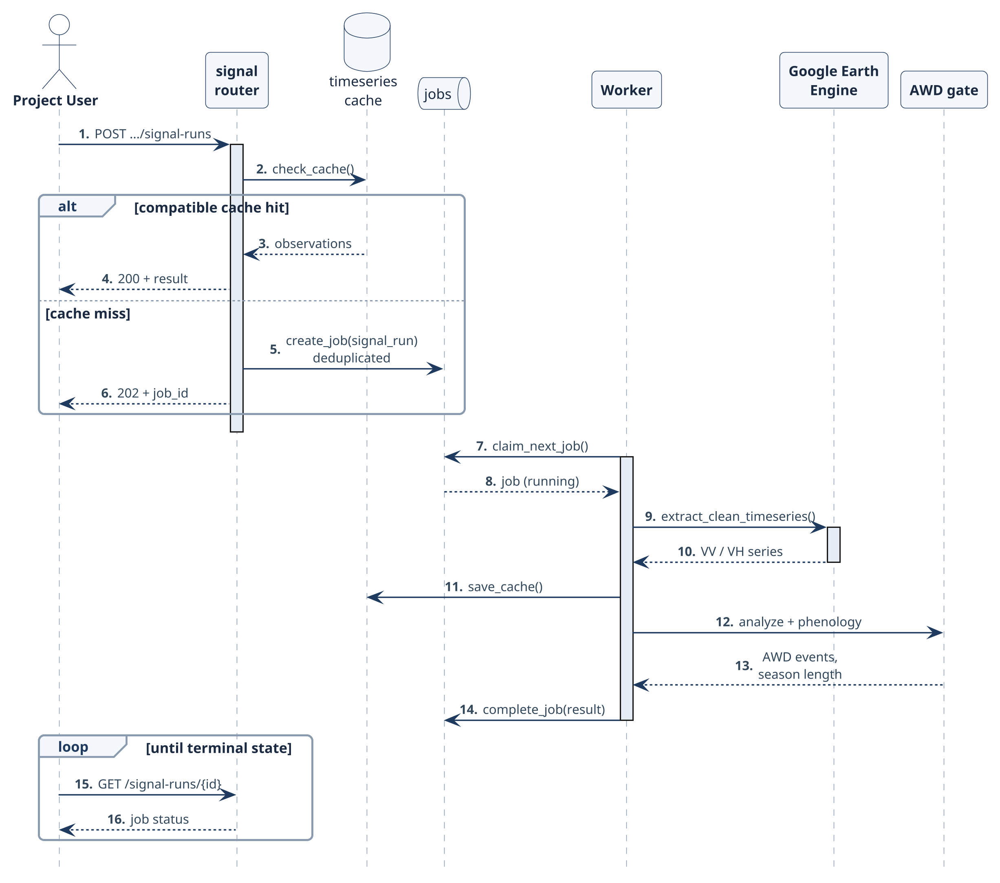 Project User
signal
router
timeseries
cache
jobs
Worker
Google Earth
Engine
AWD gate
1. POST .../signal-runs
2. check_cache()
alt [compatible cache hit]
3. observations
4. 200 + result
[cache miss]
5. create_job(signal_run)
deduplicated
6. 202 + job_id
7. claim_next_job()
8. job (running)
9. extract_clean_timeseries()
10. VV / VH series
11. save_cache()
12. analyze + phenology
13. AWD events,
season length
14. complete_job(result)
loop [until terminal state]
15. GET /signal-runs/{id}
16. job status